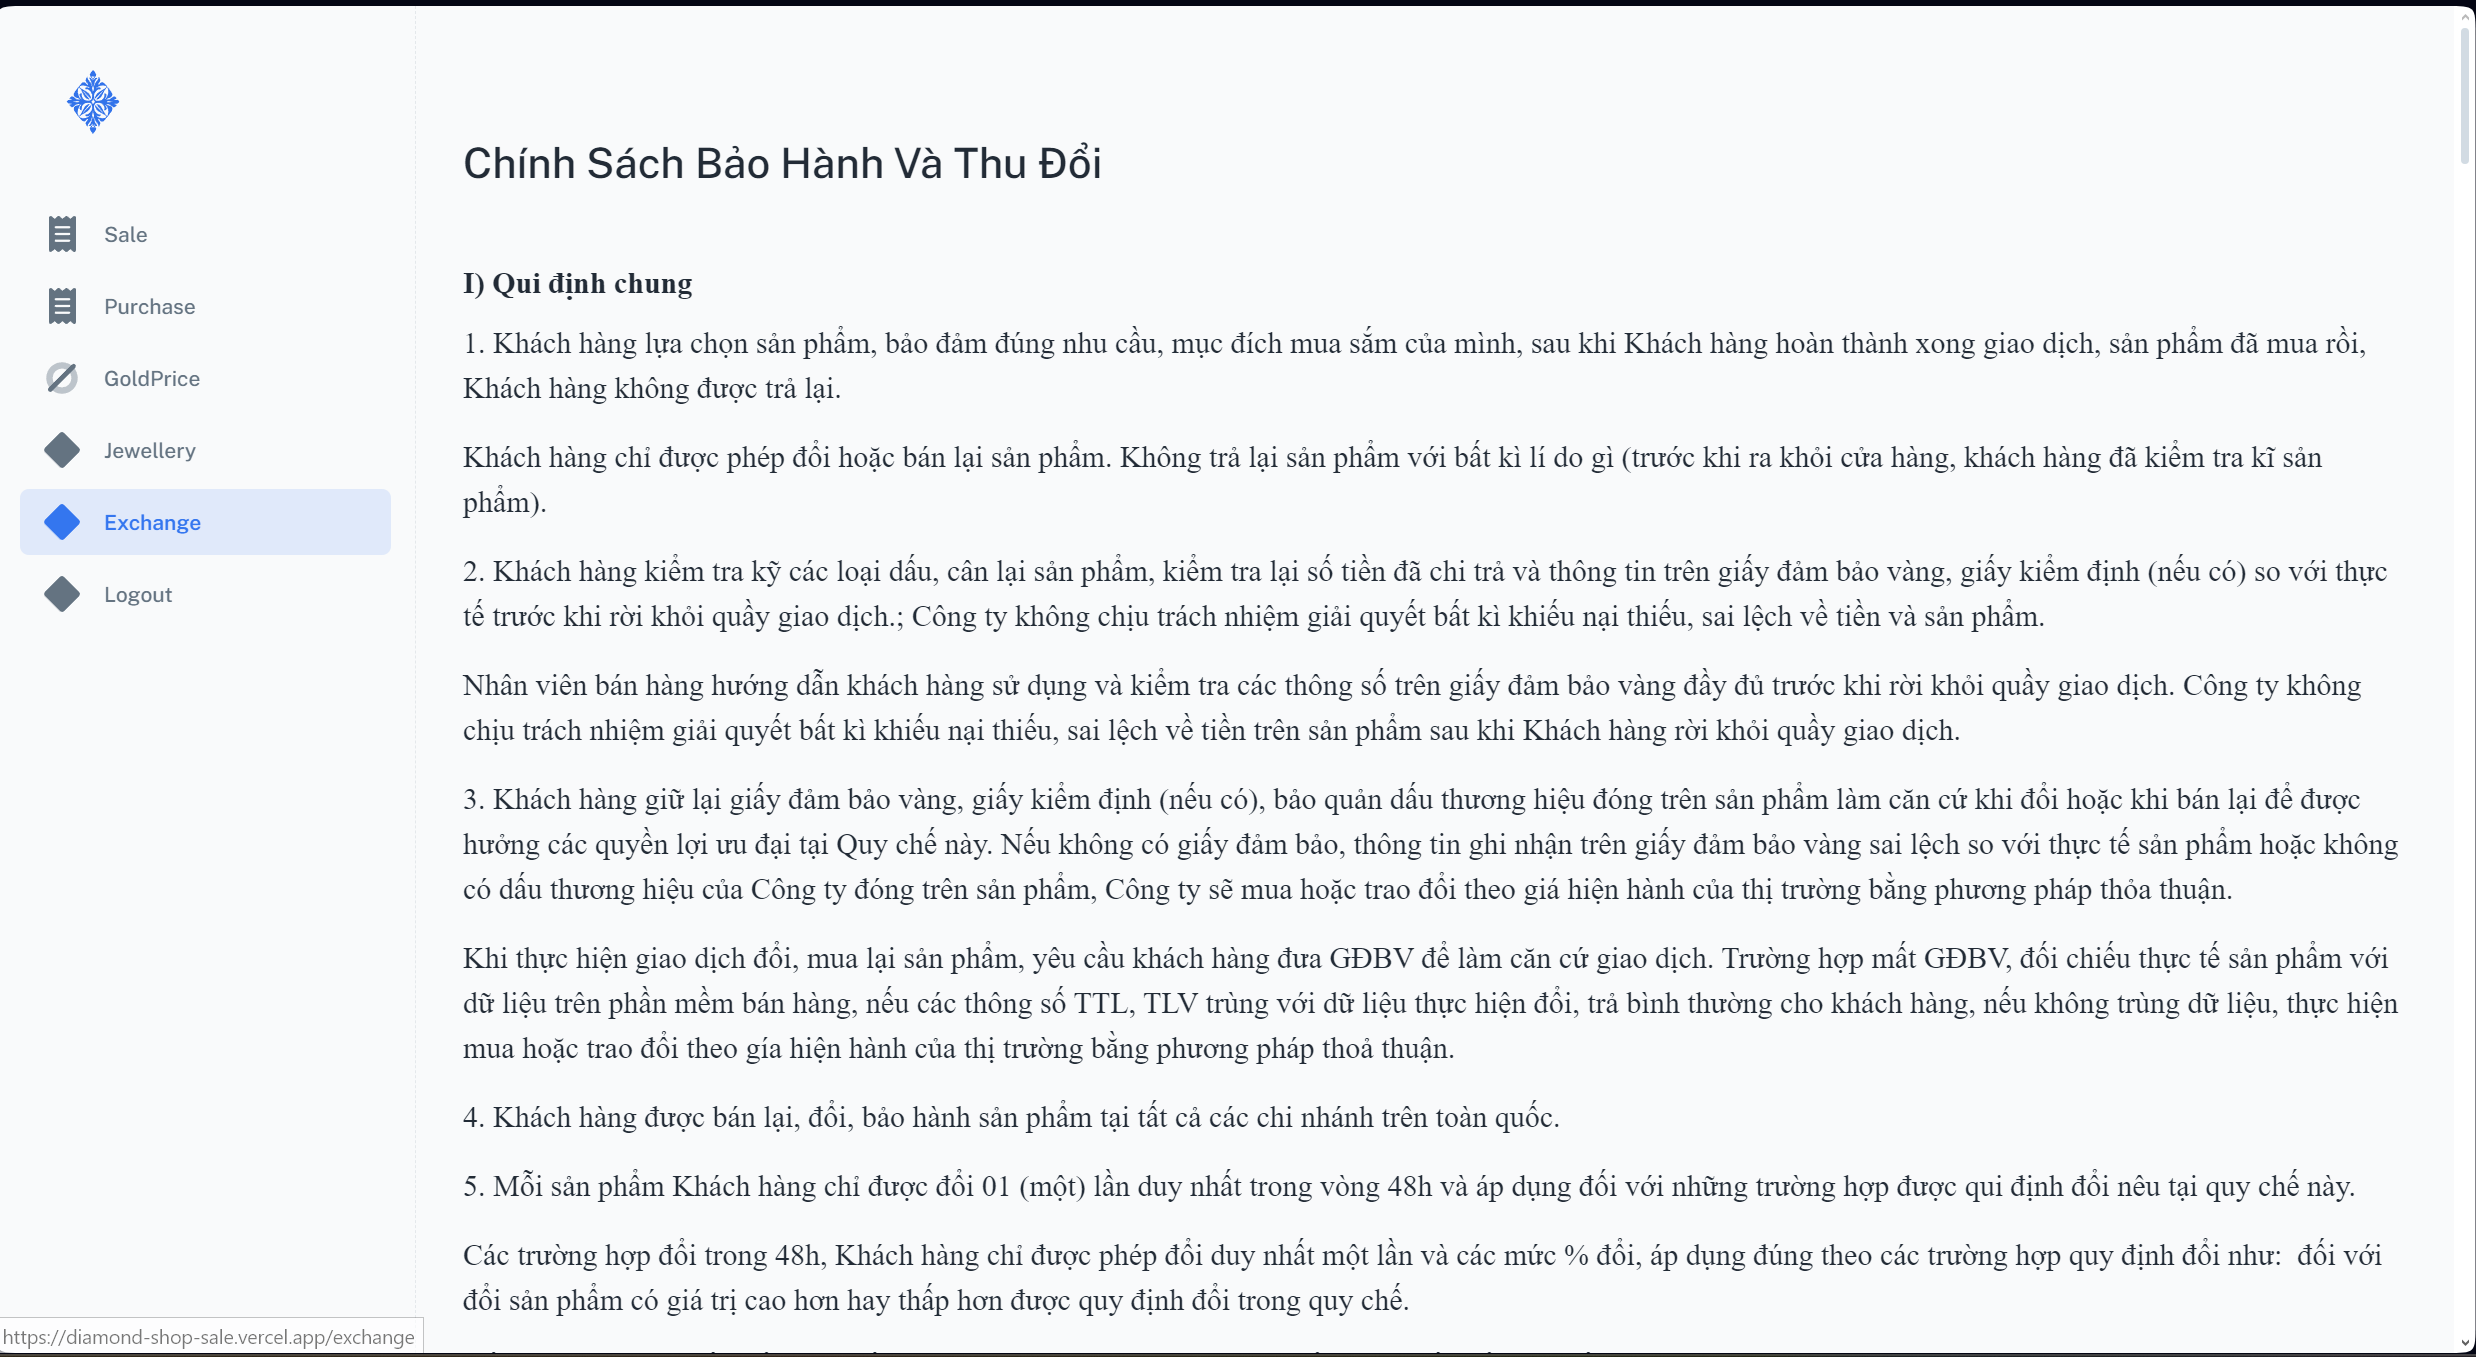 Sale
Purchase
GoldPrice
Jewellery
Exchange
Logout
Chính Sách Bảo Hành Và Thu Đổi
I) Qui định chung
1. Khách hàng lựa chọn sản phẩm, bảo đảm đúng nhu cầu, mục đích mua sắm của mình, sau khi Khách hàng hoàn thành xong giao dịch, sản phẩm đã mua rồi,
Khách hàng không được trả lại.
Khách hàng chỉ được phép đổi hoặc bán lại sản phẩm. Không trả lại sản phẩm với bất kì lí do gì (trước khi ra khỏi cửa hàng, khách hàng đã kiểm tra kĩ sản
phẩm).
2. Khách hàng kiểm tra kỹ các loại dấu, cân lại sản phẩm, kiểm tra lại số tiền đã chi trả và thông tin trên giấy đảm bảo vàng, giấy kiểm định (nếu có) so với thực
tế trước khi rời khỏi quầy giao dịch.; Công ty không chịu trách nhiệm giải quyết bất kì khiếu nại thiếu, sai lệch về tiền và sản phẩm.
Nhân viên bán hàng hướng dẫn khách hàng sử dụng và kiểm tra các thông số trên giấy đảm bảo vàng đầy đủ trước khi rời khỏi quầy giao dịch. Công ty không
chịu trách nhiệm giải quyết bất kì khiếu nại thiếu, sai lệch về tiền trên sản phẩm sau khi Khách hàng rời khỏi quầy giao dịch.
3. Khách hàng giữ lại giấy đảm bảo vàng, giấy kiểm định (nếu có), bảo quản dấu thương hiệu đóng trên sản phẩm làm căn cứ khi đổi hoặc khi bán lại để được
hưởng các quyền lợi ưu đại tại Quy chế này. Nếu không có giấy đảm bảo, thông tin ghi nhận trên giấy đảm bảo vàng sai lệch so với thực tế sản phẩm hoặc không
có dấu thương hiệu của Công ty đóng trên sản phẩm, Công ty sẽ mua hoặc trao đổi theo giá hiện hành của thị trường bằng phương pháp thỏa thuận.
Khi thực hiện giao dịch đổi, mua lại sản phẩm, yêu cầu khách hàng đưa GĐBV để làm căn cứ giao dịch. Trường hợp mất GĐBV, đối chiếu thực tế sản phẩm với
dữ liệu trên phần mềm bán hàng, nếu các thông số TTL, TLV trùng với dữ liệu thực hiện đổi, trả bình thường cho khách hàng, nếu không trùng dữ liệu, thực hiện
mua hoặc trao đổi theo gía hiện hành của thị trường bằng phương pháp thoả thuận.
4. Khách hàng được bán lại, đổi, bảo hành sản phẩm tại tất cả các chi nhánh trên toàn quốc.
5. Mỗi sản phẩm Khách hàng chỉ được đổi 01 (một) lần duy nhất trong vòng 48h và áp dụng đối với những trường hợp được qui định đổi nêu tại quy chế này.
Các trường hợp đổi trong 48h, Khách hàng chỉ được phép đổi duy nhất một lần và các mức % đổi, áp dụng đúng theo các trường hợp quy định đổi như:  đối với
đổi sản phẩm có giá trị cao hơn hay thấp hơn được quy định đổi trong quy chế.
https://diamond-shop-sale.vercel.app/exchange